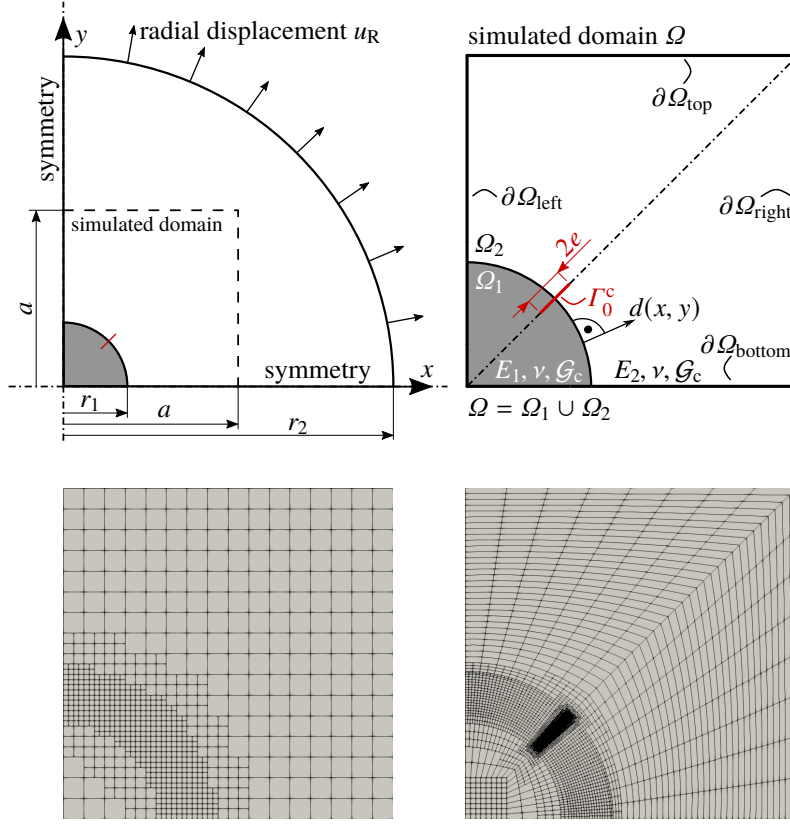 y
radial displacement u_R
symmetry
simulated domain
a
symmetry
x
r_1
a
r_2
simulated domain Ω
∂Ω_top
∂Ω_left
∂Ω_right
Ω_2
2e
Ω_1
Γ_0^c
d(x, y)
∂Ω_bottom
E_1, ν, 𝒢_c
E_2, ν, 𝒢_c
Ω = Ω_1 ∪ Ω_2